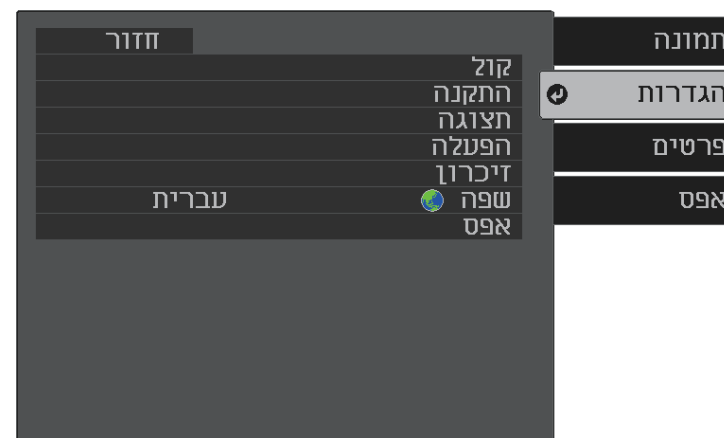 תמונה
הגדרות
פרטים
אפס
חזור
קול
התקנה
תצוגה
הפעלה
זיכרון
שפה עברית
אפס